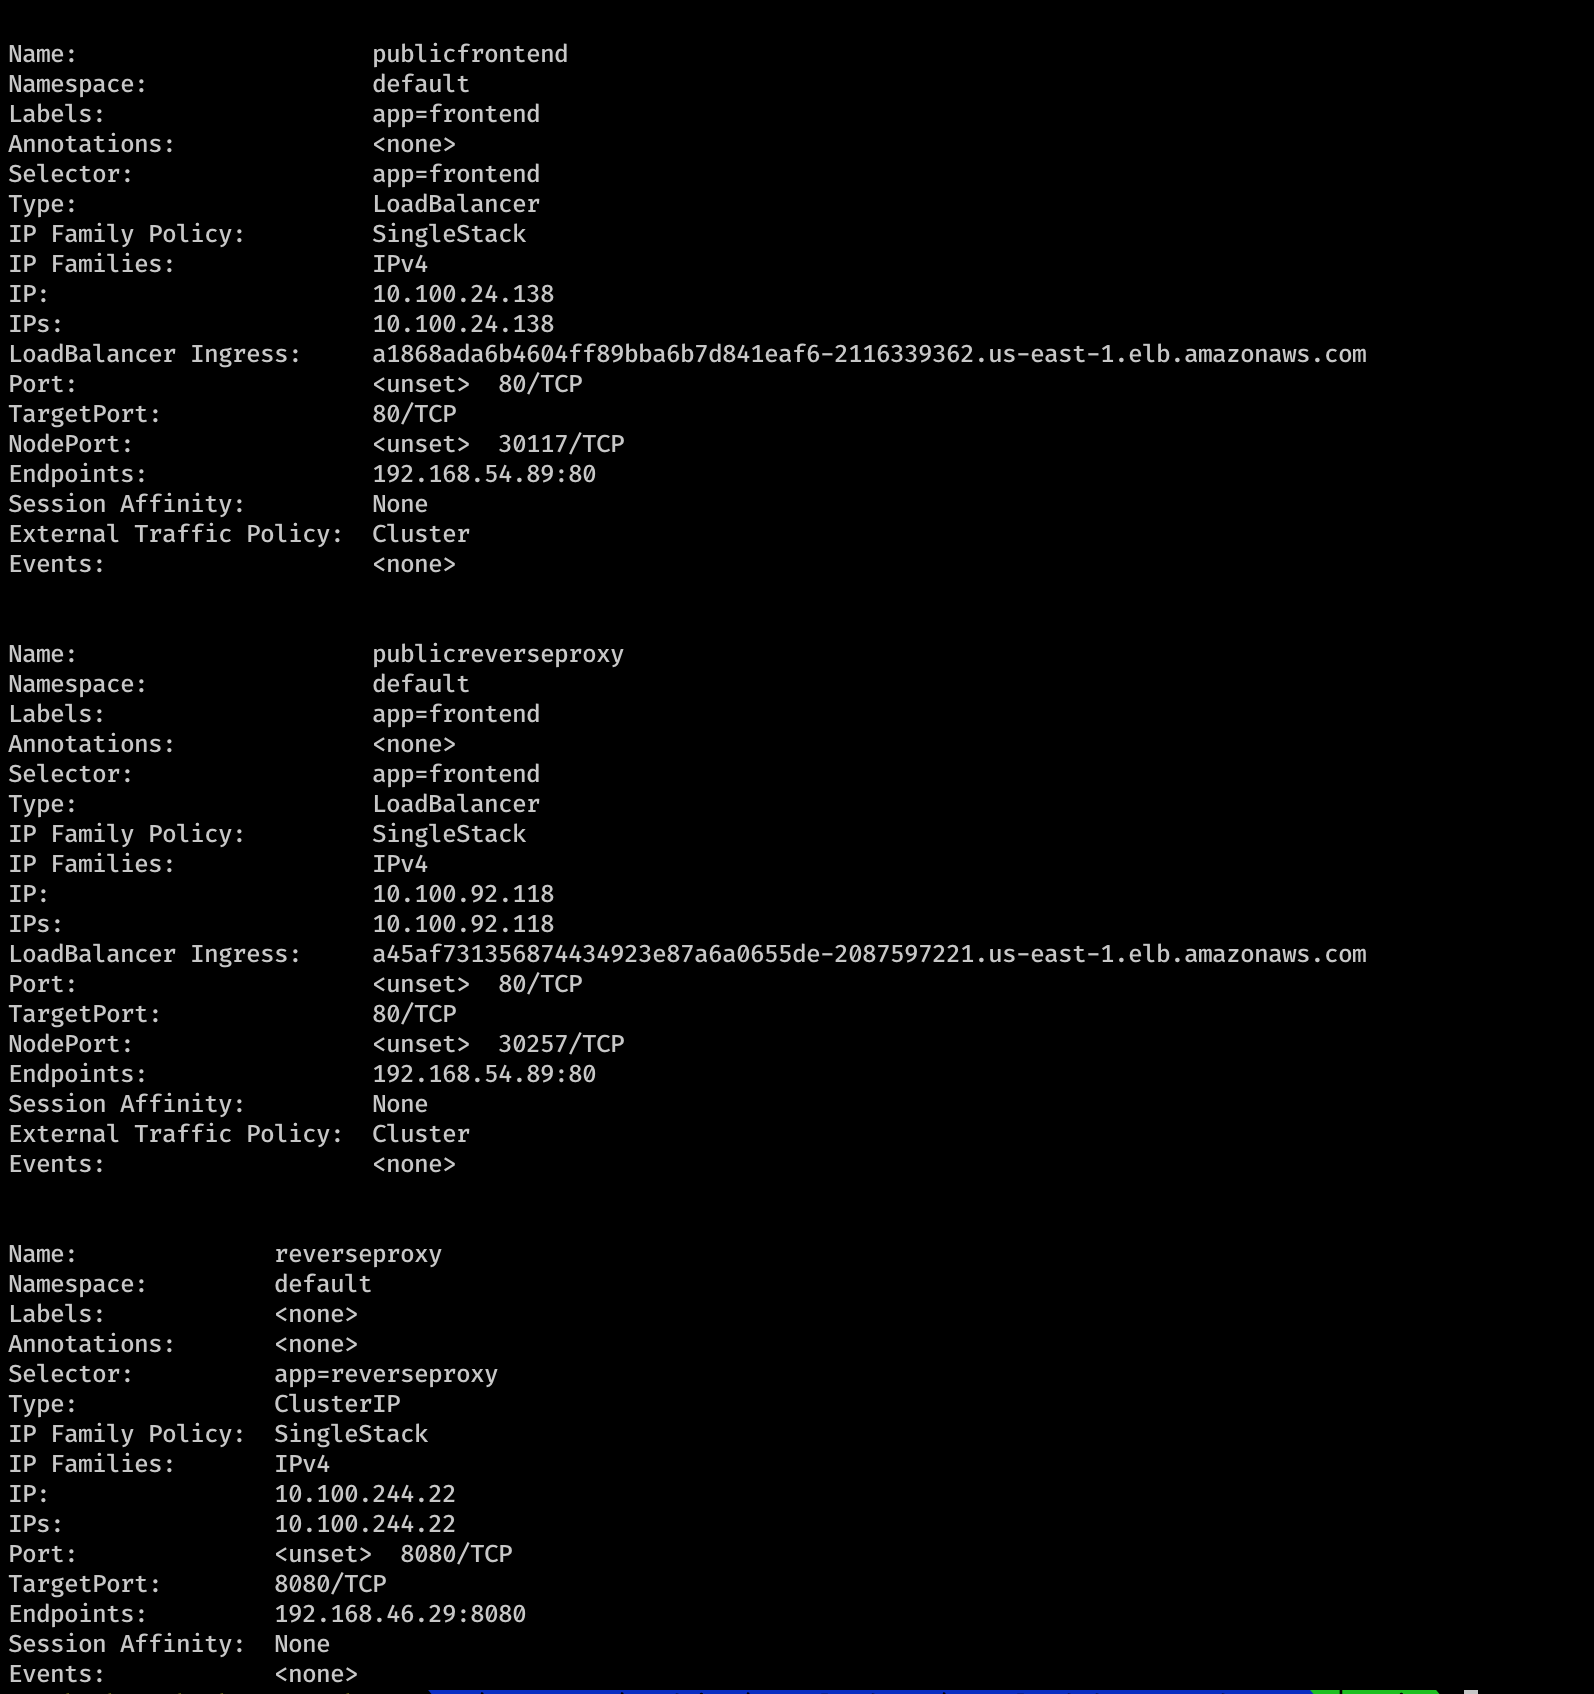 Name:                     publicfrontend
Namespace:                default
Labels:                   app=frontend
Annotations:              <none>
Selector:                 app=frontend
Type:                     LoadBalancer
IP Family Policy:         SingleStack
IP Families:              IPv4
IP:                       10.100.24.138
IPs:                      10.100.24.138
LoadBalancer Ingress:     a1868ada6b4604ff89bba6b7d841eaf6-2116339362.us-east-1.elb.amazonaws.com
Port:                     <unset>  80/TCP
TargetPort:               80/TCP
NodePort:                 <unset>  30117/TCP
Endpoints:                192.168.54.89:80
Session Affinity:         None
External Traffic Policy:  Cluster
Events:                   <none>
Name:                     publicreverseproxy
Namespace:                default
Labels:                   app=frontend
Annotations:              <none>
Selector:                 app=frontend
Type:                     LoadBalancer
IP Family Policy:         SingleStack
IP Families:              IPv4
IP:                       10.100.92.118
IPs:                      10.100.92.118
LoadBalancer Ingress:     a45af731356874434923e87a6a0655de-2087597221.us-east-1.elb.amazonaws.com
Port:                     <unset>  80/TCP
TargetPort:               80/TCP
NodePort:                 <unset>  30257/TCP
Endpoints:                192.168.54.89:80
Session Affinity:         None
External Traffic Policy:  Cluster
Events:                   <none>
Name:              reverseproxy
Namespace:         default
Labels:            <none>
Annotations:       <none>
Selector:          app=reverseproxy
Type:              ClusterIP
IP Family Policy:  SingleStack
IP Families:       IPv4
IP:                10.100.244.22
IPs:               10.100.244.22
Port:              <unset>  8080/TCP
TargetPort:        8080/TCP
Endpoints:         192.168.46.29:8080
Session Affinity:  None
Events:            <none>